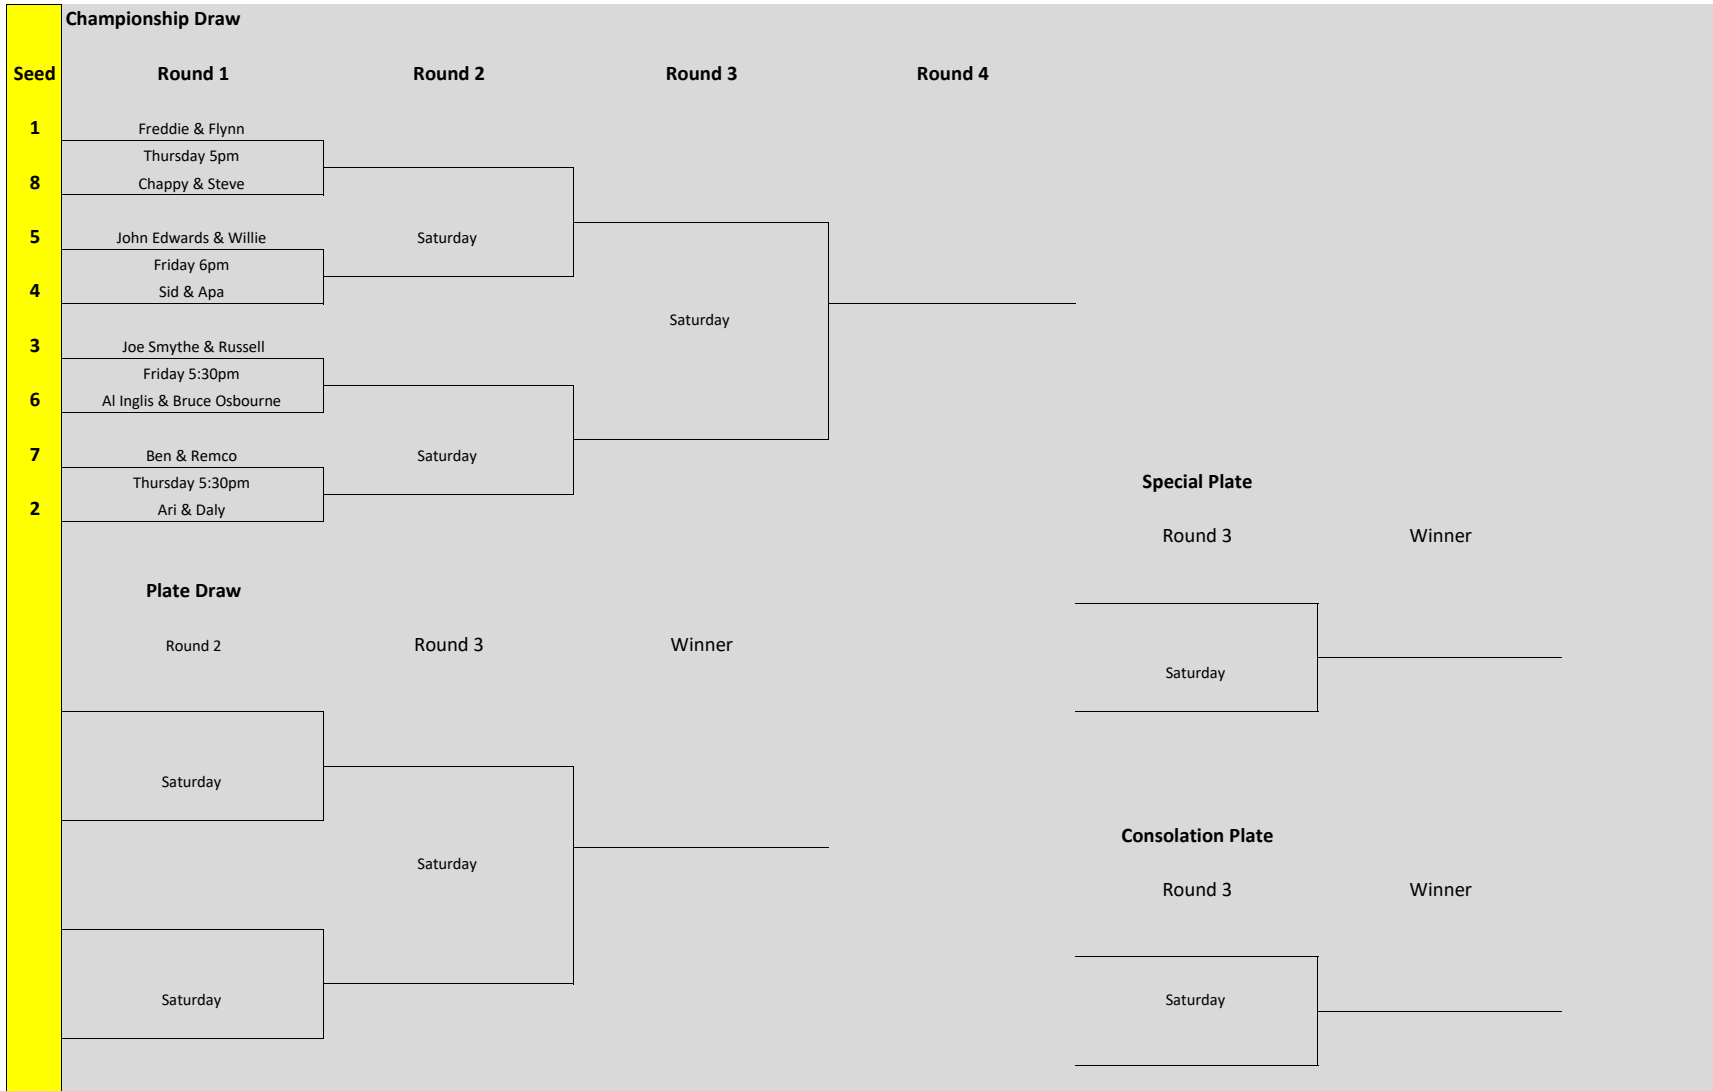 Championship Draw
Seed Round 1 Round 2 Round 3 Round 4
1 Freddie & Flynn
Thursday 5pm
8 Chappy & Steve
5 John Edwards & Willie Saturday
Friday 6pm
4 Sid & Apa
Saturday
3 Joe Smythe & Russell
Friday 5:30pm
6 Al Inglis & Bruce Osbourne
7 Ben & Remco Saturday
Thursday 5:30pm Special Plate
2 Ari & Daly
Round 3 Winner
Plate Draw
Round 2 Round 3 Winner
Saturday
Saturday
Consolation Plate
Saturday
Round 3 Winner
Saturday Saturday